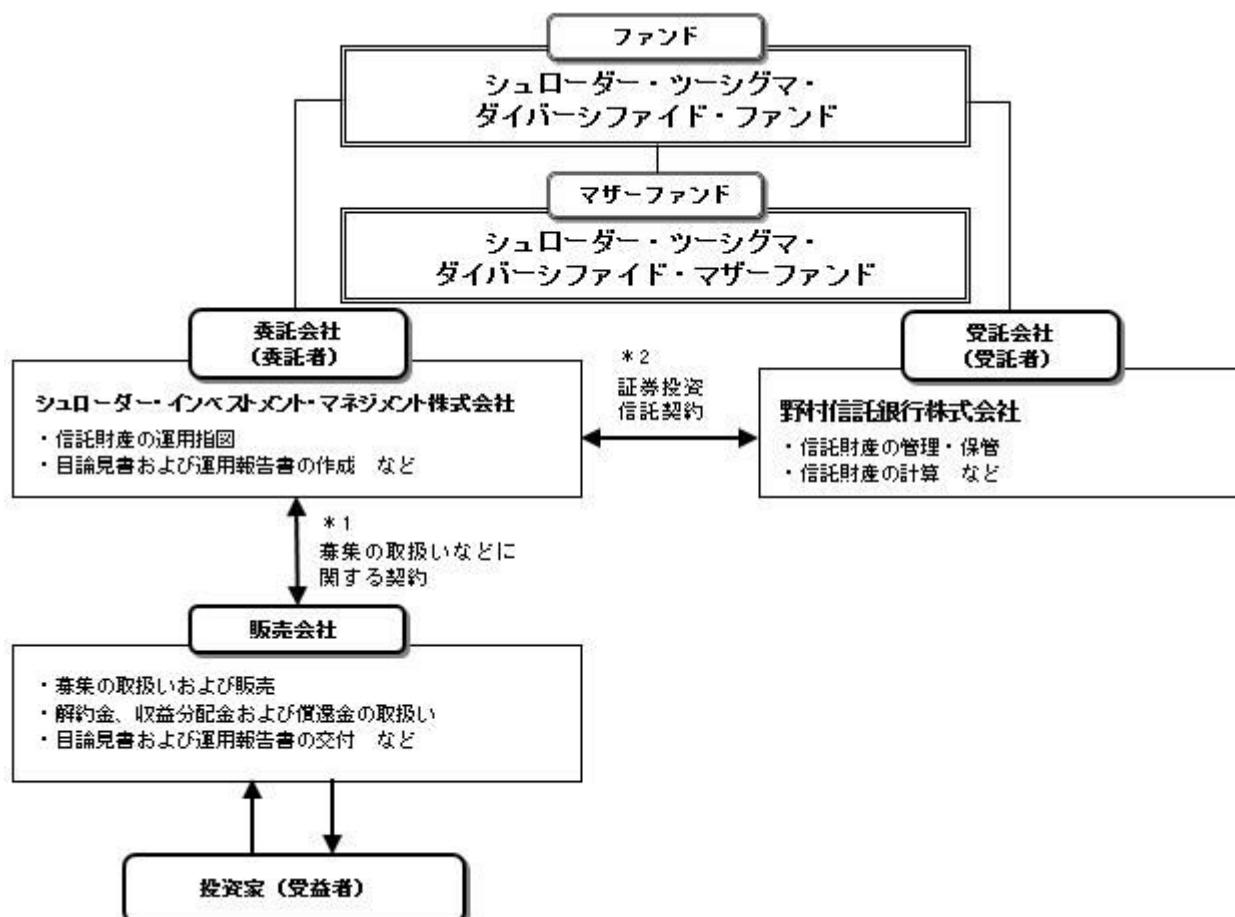 ファンド
シュローダー・ツーシグマ・
ダイバーシファイド・ファンド
マザーファンド
シュローダー・ツーシグマ・
ダイバーシファイド・マザーファンド
委託会社
（委託者）
シュローダー・インベストメント・マネジメント株式会社
・信託財産の運用指図
・目論見書および運用報告書の作成　など
＊２
証券投資
信託契約
受託会社
（受託者）
野村信託銀行株式会社
・信託財産の管理・保管
・信託財産の計算　など
＊１
募集の取扱いなどに
関する契約
販売会社
・募集の取扱いおよび販売
・解約金、収益分配金および償還金の取扱い
・目論見書および運用報告書の交付　など
投資家（受益者）